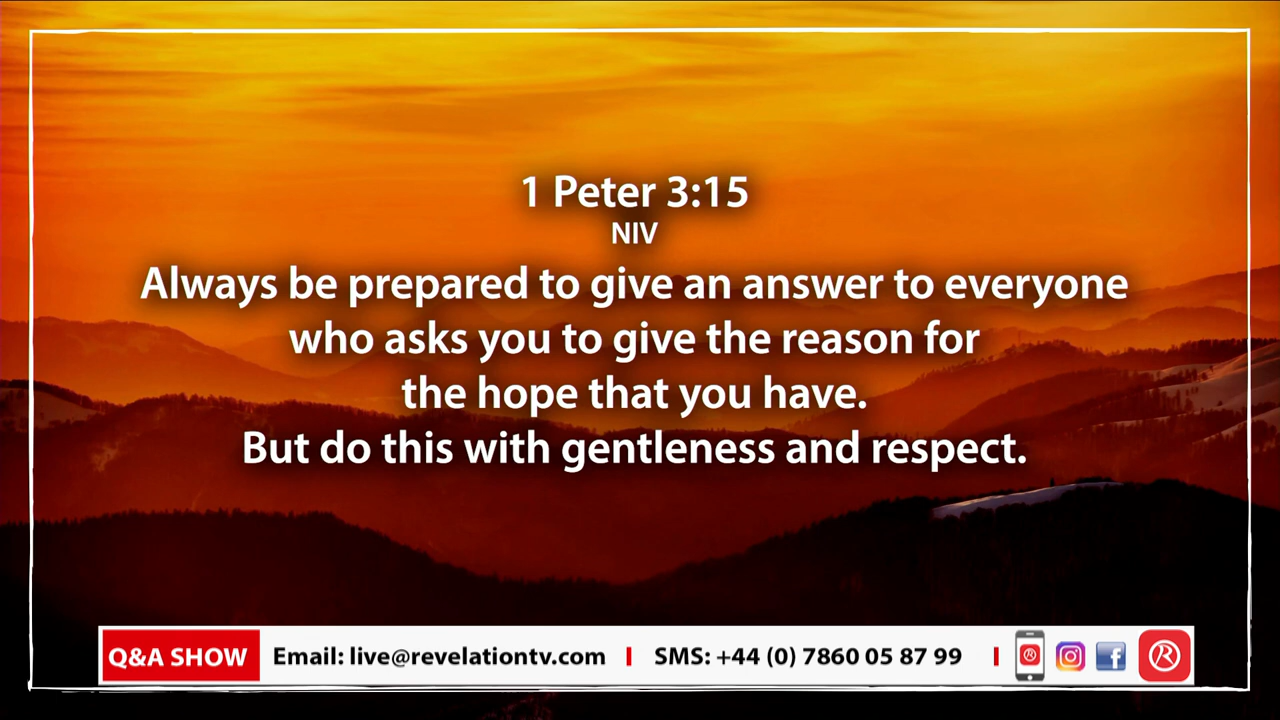 1 Peter 3:15
NIV
Always be prepared to give an answer to everyone
who asks you to give the reason for
the hope that you have.
But do this with gentleness and respect.
Q&A SHOW Email: live@revelationtv.com | SMS: +44 (0) 7860 05 87 99 |